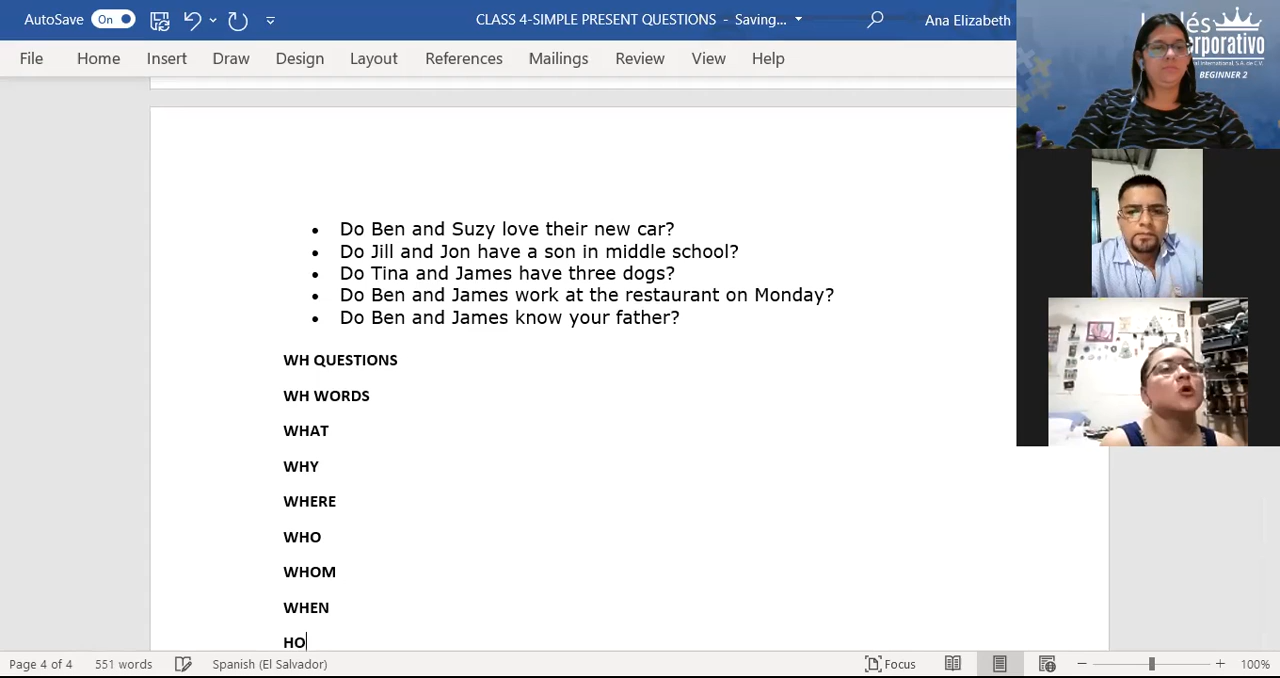 AutoSave On CLASS 4-SIMPLE PRESENT QUESTIONS - Saving... Ana Elizabeth
File Home Insert Draw Design Layout References Mailings Review View Help
BEGINNER 2
• Do Ben and Suzy love their new car?
• Do Jill and Jon have a son in middle school?
• Do Tina and James have three dogs?
• Do Ben and James work at the restaurant on Monday?
• Do Ben and James know your father?
WH QUESTIONS
WH WORDS
WHAT
WHY
WHERE
WHO
WHOM
WHEN
HO
Page 4 of 4 551 words Spanish (El Salvador) Focus 100%